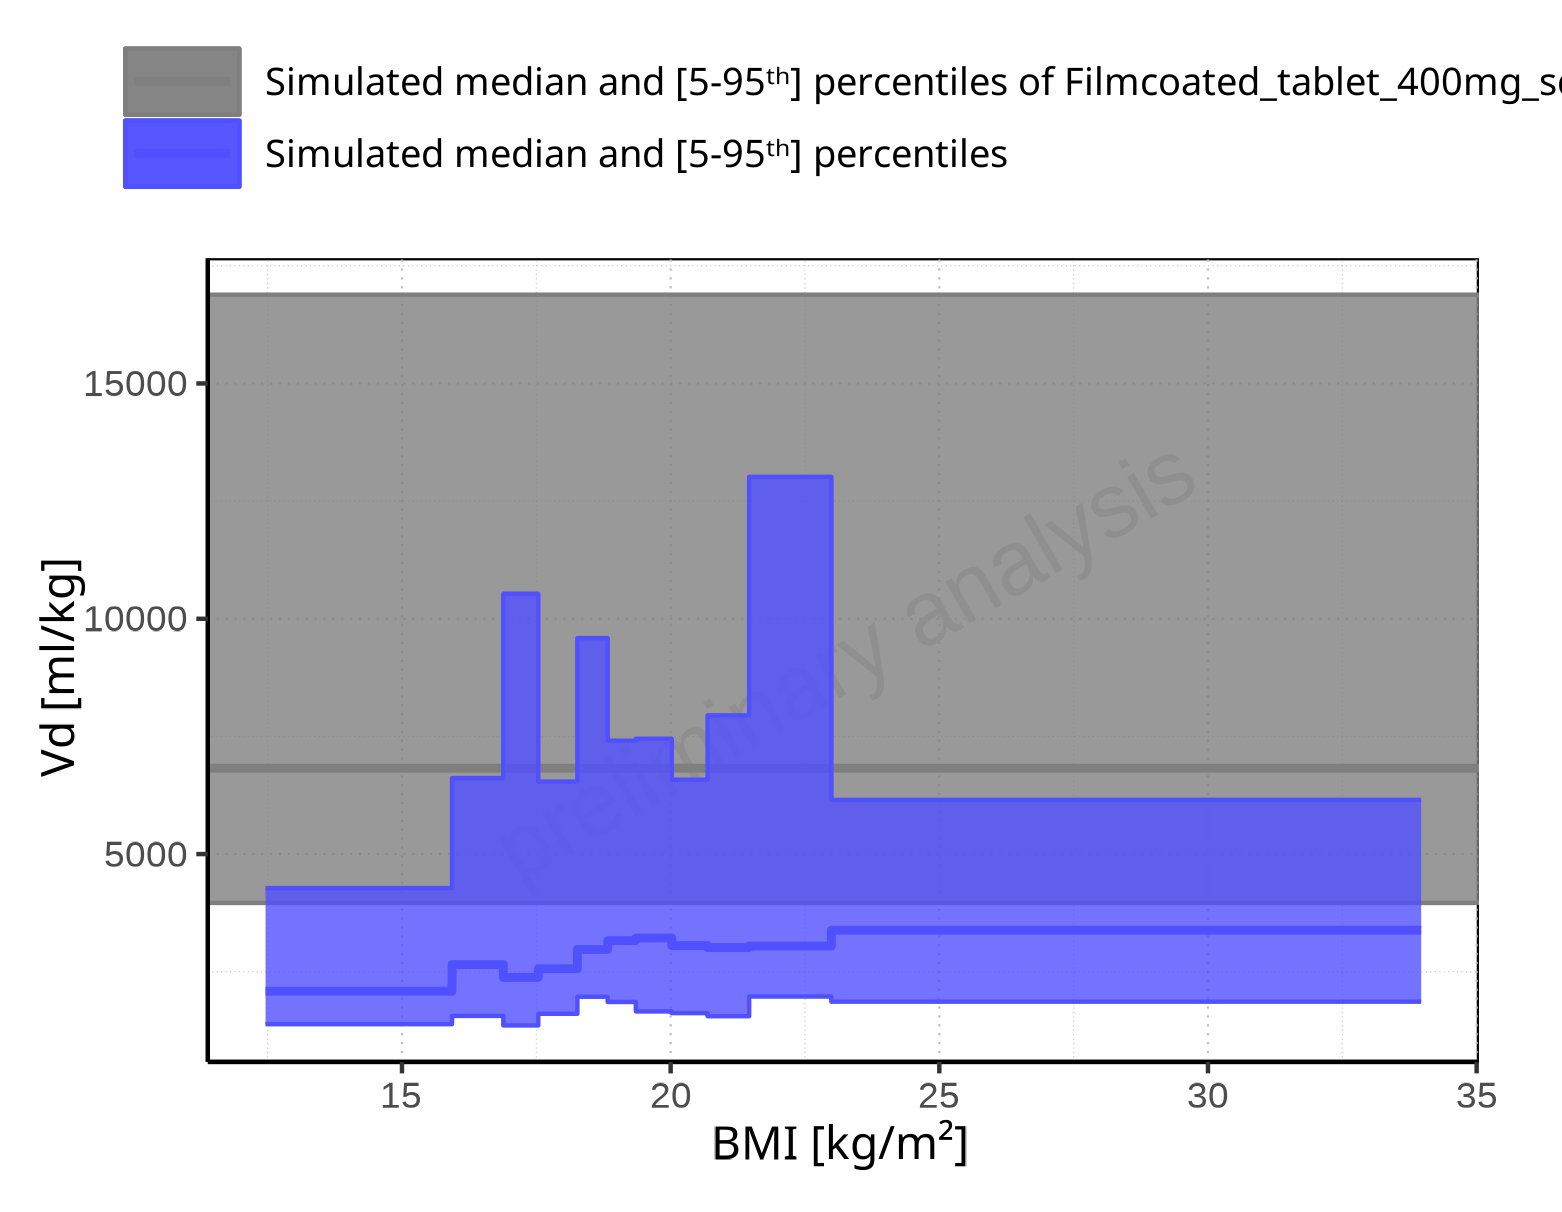 Simulated median and [5-95ᵗʰ] percentiles of Filmcoated_tablet_400mg_s
Simulated median and [5-95ᵗʰ] percentiles
Vd [ml/kg]
15000
10000
5000
preliminary analysis
15 20 25 30 35
BMI [kg/m²]